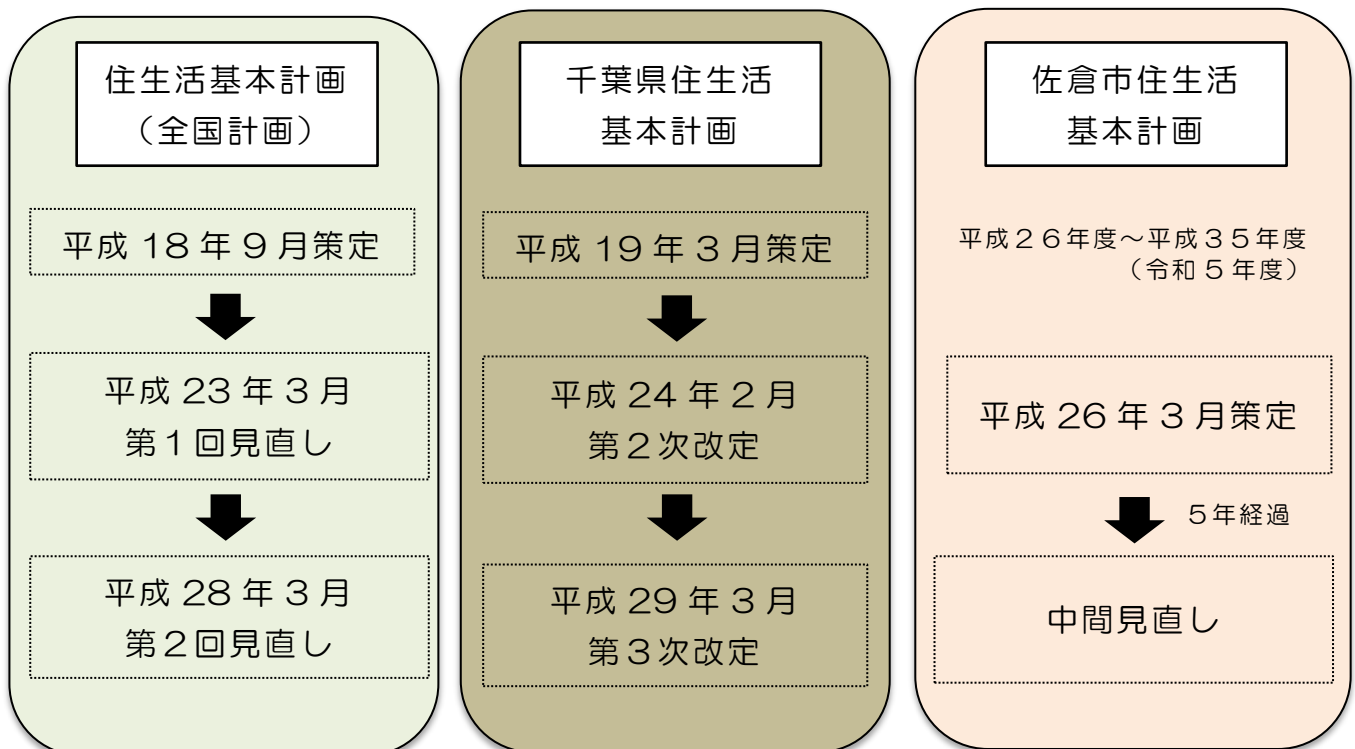 住生活基本計画
（全国計画）
平成 18 年 9 月策定
平成 23 年 3 月
第１回見直し
平成 28 年 3 月
第２回見直し
千葉県住生活
基本計画
平成 19 年 3 月策定
平成 24 年 2 月
第２次改定
平成 29 年 3 月
第３次改定
佐倉市住生活
基本計画
平成２６年度～平成３５年度
（令和 5 年度）
平成 26 年 3 月策定
５年経過
中間見直し